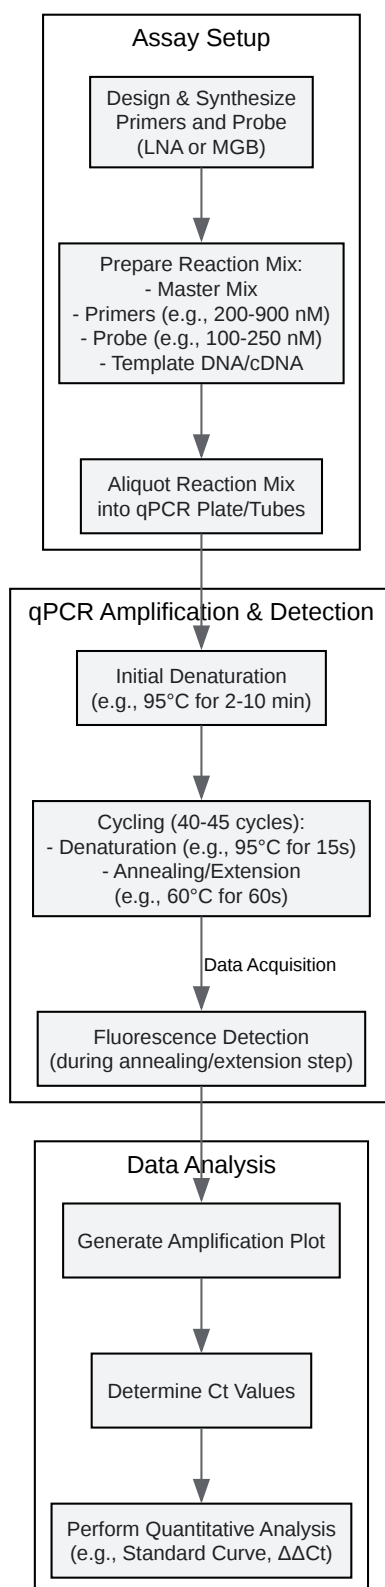 Assay Setup
Design & Synthesize
Primers and Probe
(LNA or MGB)
Prepare Reaction Mix:
- Master Mix
- Primers (e.g., 200-900 nM)
- Probe (e.g., 100-250 nM)
- Template DNA/cDNA
Aliquot Reaction Mix
into qPCR Plate/Tubes
qPCR Amplification & Detection
Initial Denaturation
(e.g., 95°C for 2-10 min)
Cycling (40-45 cycles):
- Denaturation (e.g., 95°C for 15s)
- Annealing/Extension
(e.g., 60°C for 60s)
Data Acquisition
Fluorescence Detection
(during annealing/extension step)
Data Analysis
Generate Amplification Plot
Determine Ct Values
Perform Quantitative Analysis
(e.g., Standard Curve, ΔΔCt)